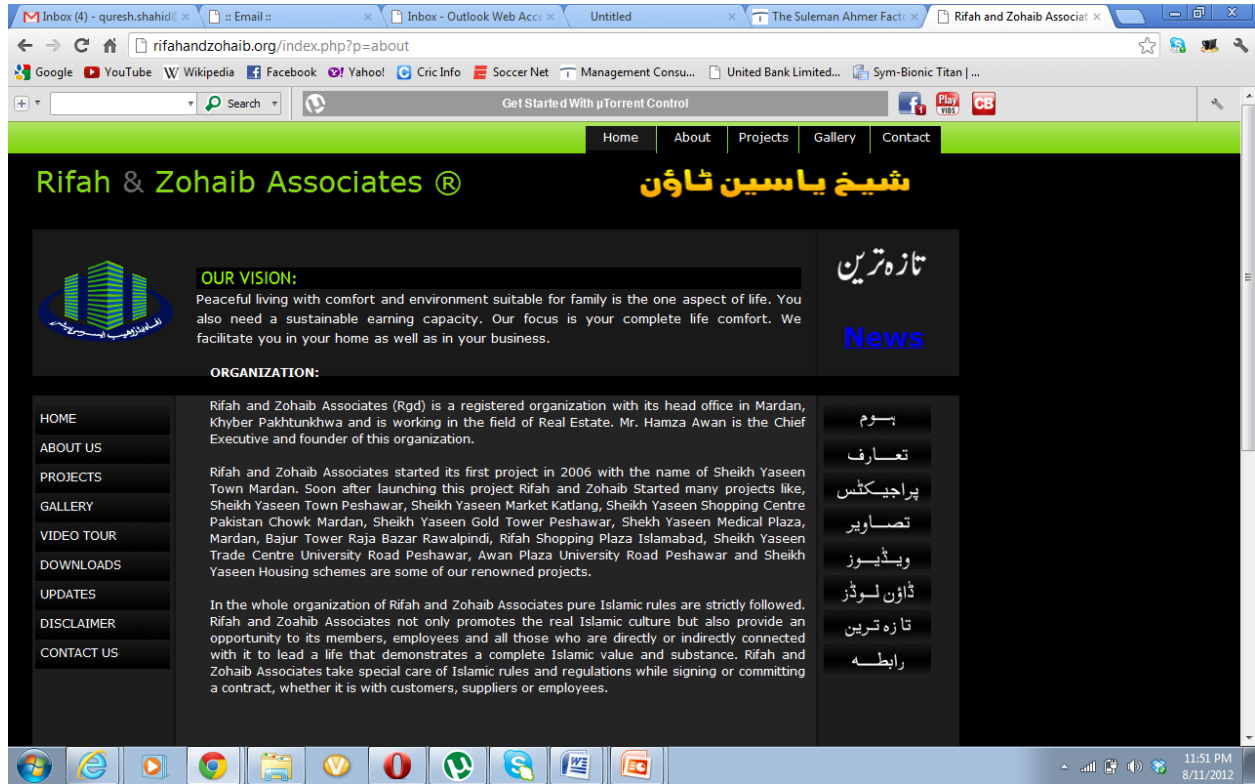 Inbox (4) - quresh.shahid@
:: Email ::
Inbox - Outlook Web Acce
Untitled
The Suleman Ahmer Facto
Rifah and Zohaib Associat
rifahandzohaib.org/index.php?p=about
Google YouTube Wikipedia Facebook Yahoo! Cric Info Soccer Net Management Consu... United Bank Limited... Sym-Bionic Titan |...
Search
Get Started With µTorrent Control
1
Play VIDS
CB
Home About Projects Gallery Contact
Rifah & Zohaib Associates ®
شیخ یاسین ٹاؤن
OUR VISION:
Peaceful living with comfort and environment suitable for family is the one aspect of life. You
also need a sustainable earning capacity. Our focus is your complete life comfort. We
facilitate you in your home as well as in your business.
تازہ ترین
News
ORGANIZATION:
Rifah and Zohaib Associates (Rgd) is a registered organization with its head office in Mardan,
Khyber Pakhtunkhwa and is working in the field of Real Estate. Mr. Hamza Awan is the Chief
Executive and founder of this organization.
Rifah and Zohaib Associates started its first project in 2006 with the name of Sheikh Yaseen
Town Mardan. Soon after launching this project Rifah and Zohaib Started many projects like,
Sheikh Yaseen Town Peshawar, Sheikh Yaseen Market Katlang, Sheikh Yaseen Shopping Centre
Pakistan Chowk Mardan, Sheikh Yaseen Gold Tower Peshawar, Shekh Yaseen Medical Plaza,
Mardan, Bajur Tower Raja Bazar Rawalpindi, Rifah Shopping Plaza Islamabad, Sheikh Yaseen
Trade Centre University Road Peshawar, Awan Plaza University Road Peshawar and Sheikh
Yaseen Housing schemes are some of our renowned projects.
In the whole organization of Rifah and Zohaib Associates pure Islamic rules are strictly followed.
Rifah and Zoahib Associates not only promotes the real Islamic culture but also provide an
opportunity to its members, employees and all those who are directly or indirectly connected
with it to lead a life that demonstrates a complete Islamic value and substance. Rifah and
Zohaib Associates take special care of Islamic rules and regulations while signing or committing
a contract, whether it is with customers, suppliers or employees.
HOME
ABOUT US
PROJECTS
GALLERY
VIDEO TOUR
DOWNLOADS
UPDATES
DISCLAIMER
CONTACT US
ہوم
تعارف
پراجیکٹس
تصاویر
ویڈیوز
ڈاؤن لوڈز
تازہ ترین
رابطہ
11:51 PM
8/11/2012